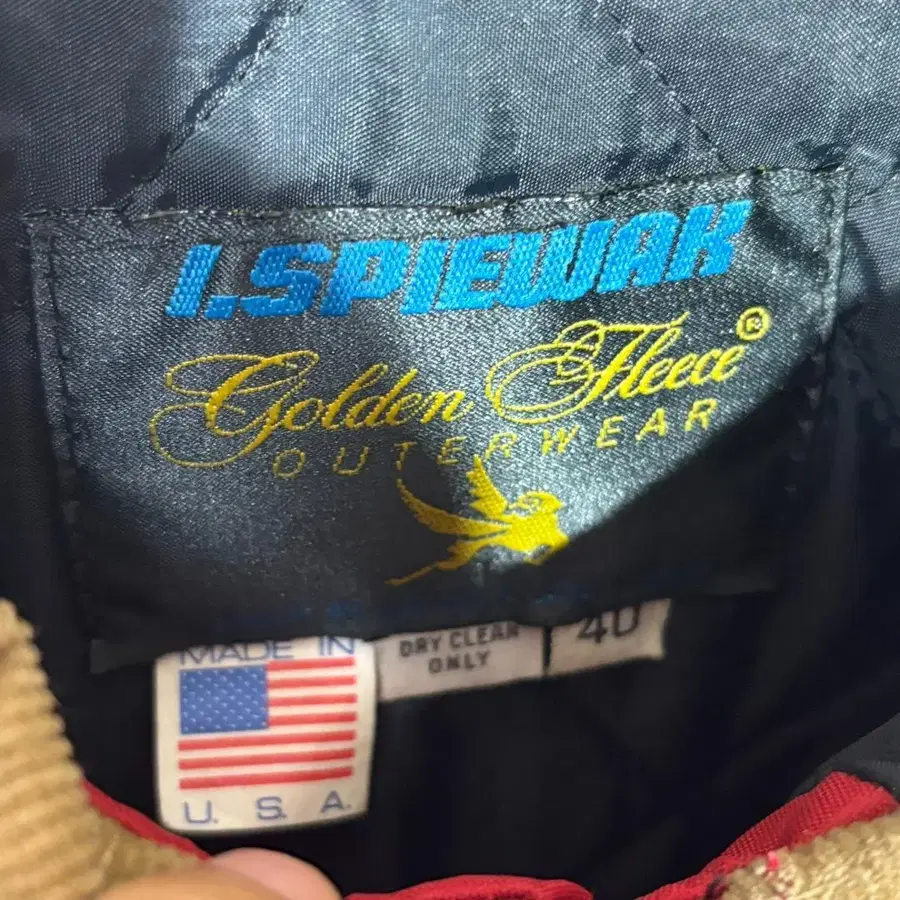 I.SPIEWAK
Golden Fleece®
OUTERWEAR
MADE IN
U. S. A.
DRY CLEAN
ONLY
40